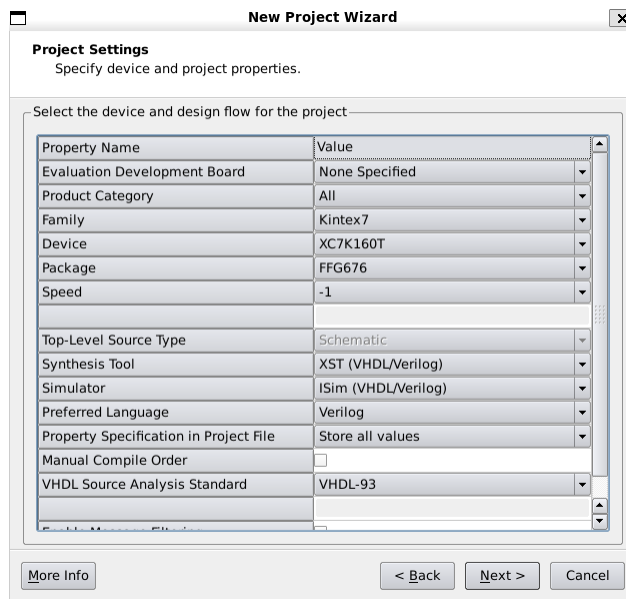 New Project Wizard
Project Settings
Specify device and project properties.
Select the device and design flow for the project
Property Name Value
Evaluation Development Board None Specified
Product Category All
Family Kintex7
Device XC7K160T
Package FFG676
Speed -1
Top-Level Source Type Schematic
Synthesis Tool XST (VHDL/Verilog)
Simulator ISim (VHDL/Verilog)
Preferred Language Verilog
Property Specification in Project File Store all values
Manual Compile Order
VHDL Source Analysis Standard VHDL-93
Enable Message Filtering
More Info < Back Next > Cancel